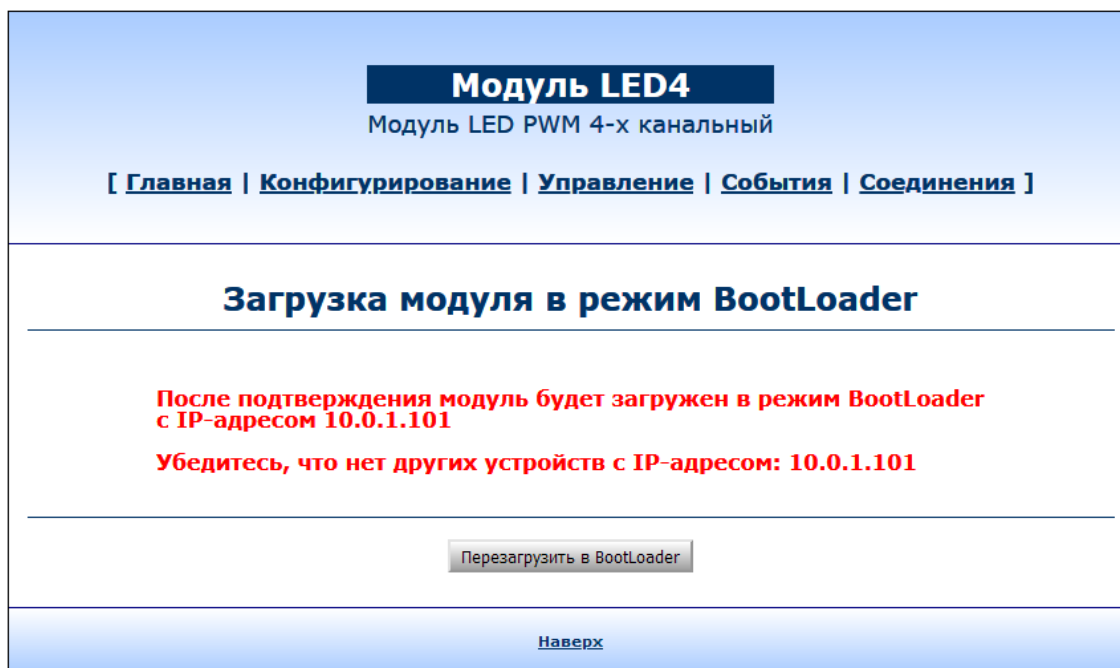 Модуль LED4
Модуль LED PWM 4-х канальный
[ Главная | Конфигурирование | Управление | События | Соединения ]
Загрузка модуля в режим BootLoader
После подтверждения модуль будет загружен в режим BootLoader
с IP-адресом 10.0.1.101
Убедитесь, что нет других устройств с IP-адресом: 10.0.1.101
Перезагрузить в BootLoader
Наверх